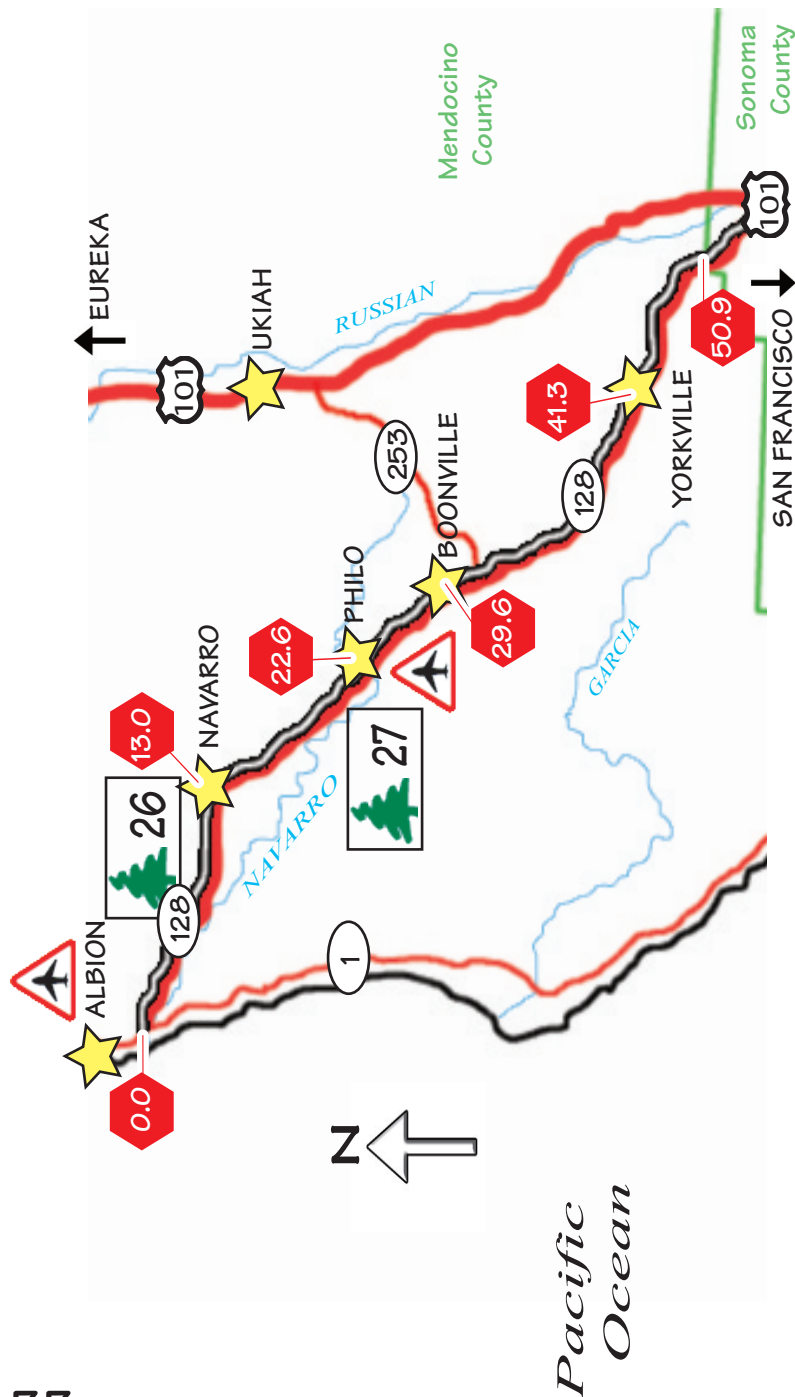 EUREKA
101
UKIAH
RUSSIAN
Mendocino
County
Sonoma
County
ALBION
0.0
128
26
13.0
NAVARRO
22.6
PHILO
253
BOONVILLE
29.6
NAVARRO
27
1
128
41.3
YORKVILLE
GARCIA
50.9
101
SAN FRANCISCO
N
Pacific
Ocean